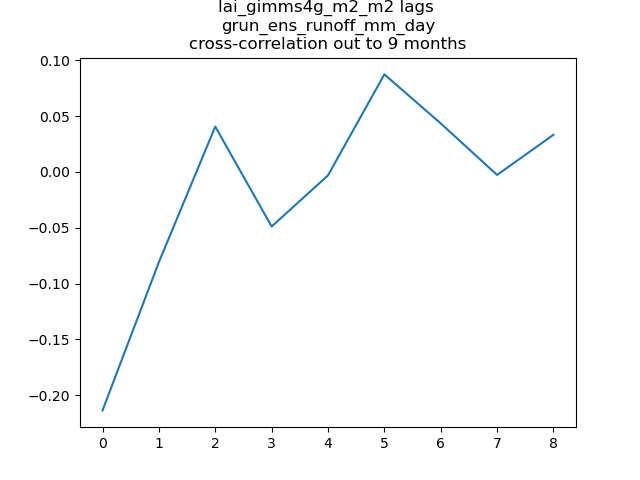 lai_gimms4g_m2_m2 lags
grun_ens_runoff_mm_day
cross-correlation out to 9 months
0.10
0.05
0.00
−0.05
−0.10
−0.15
−0.20
0 1 2 3 4 5 6 7 8